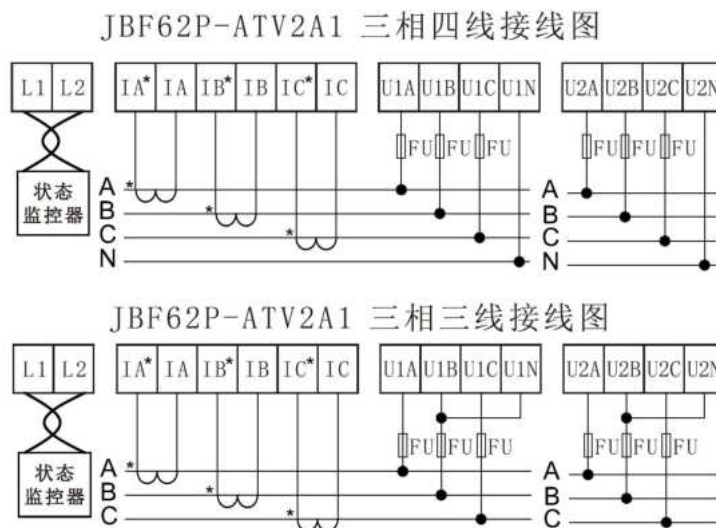 JBF62P-ATV2A1 三相四线接线图
L1 L2 IA* IA IB* IB IC* IC U1A U1B U1C U1N U2A U2B U2C U2N
FU FU FU FU FU FU
状态
监控器
* A A
* B B
* C C
N N
JBF62P-ATV2A1 三相三线接线图
L1 L2 IA* IA IB* IB IC* IC U1A U1B U1C U1N U2A U2B U2C U2N
FU FU FU FU FU FU
状态
监控器
* A A
* B B
* C C